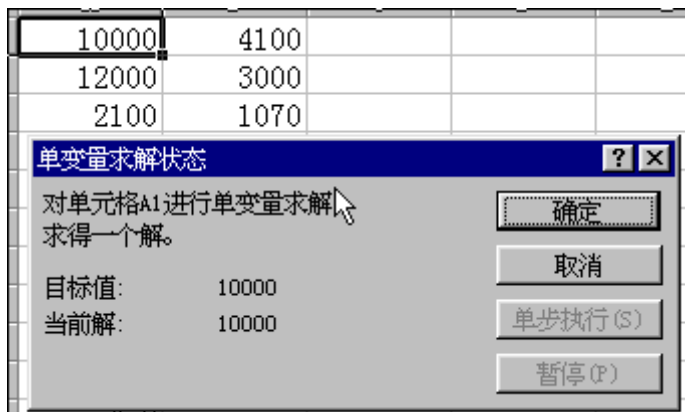 10000 4100
12000 3000
2100 1070
单变量求解状态
对单元格A1进行单变量求解
求得一个解。
目标值: 10000
当前解: 10000
确定
取消
单步执行(S)
暂停(P)